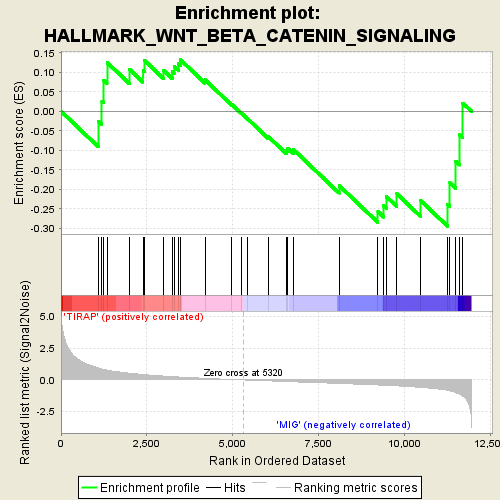 Enrichment plot:
HALLMARK_WNT_BETA_CATENIN_SIGNALING
Enrichment score (ES)
0.15
0.10
0.05
0.00
-0.05
-0.10
-0.15
-0.20
-0.25
-0.30
'TIRAP' (positively correlated)
Ranked list metric (Signal2Noise)
5.0
2.5
0.0
-2.5
Zero cross at 5320
'MIG' (negatively correlated)
0 2,500 5,000 7,500 10,000 12,500
Rank in Ordered Dataset
Enrichment profile Hits Ranking metric scores